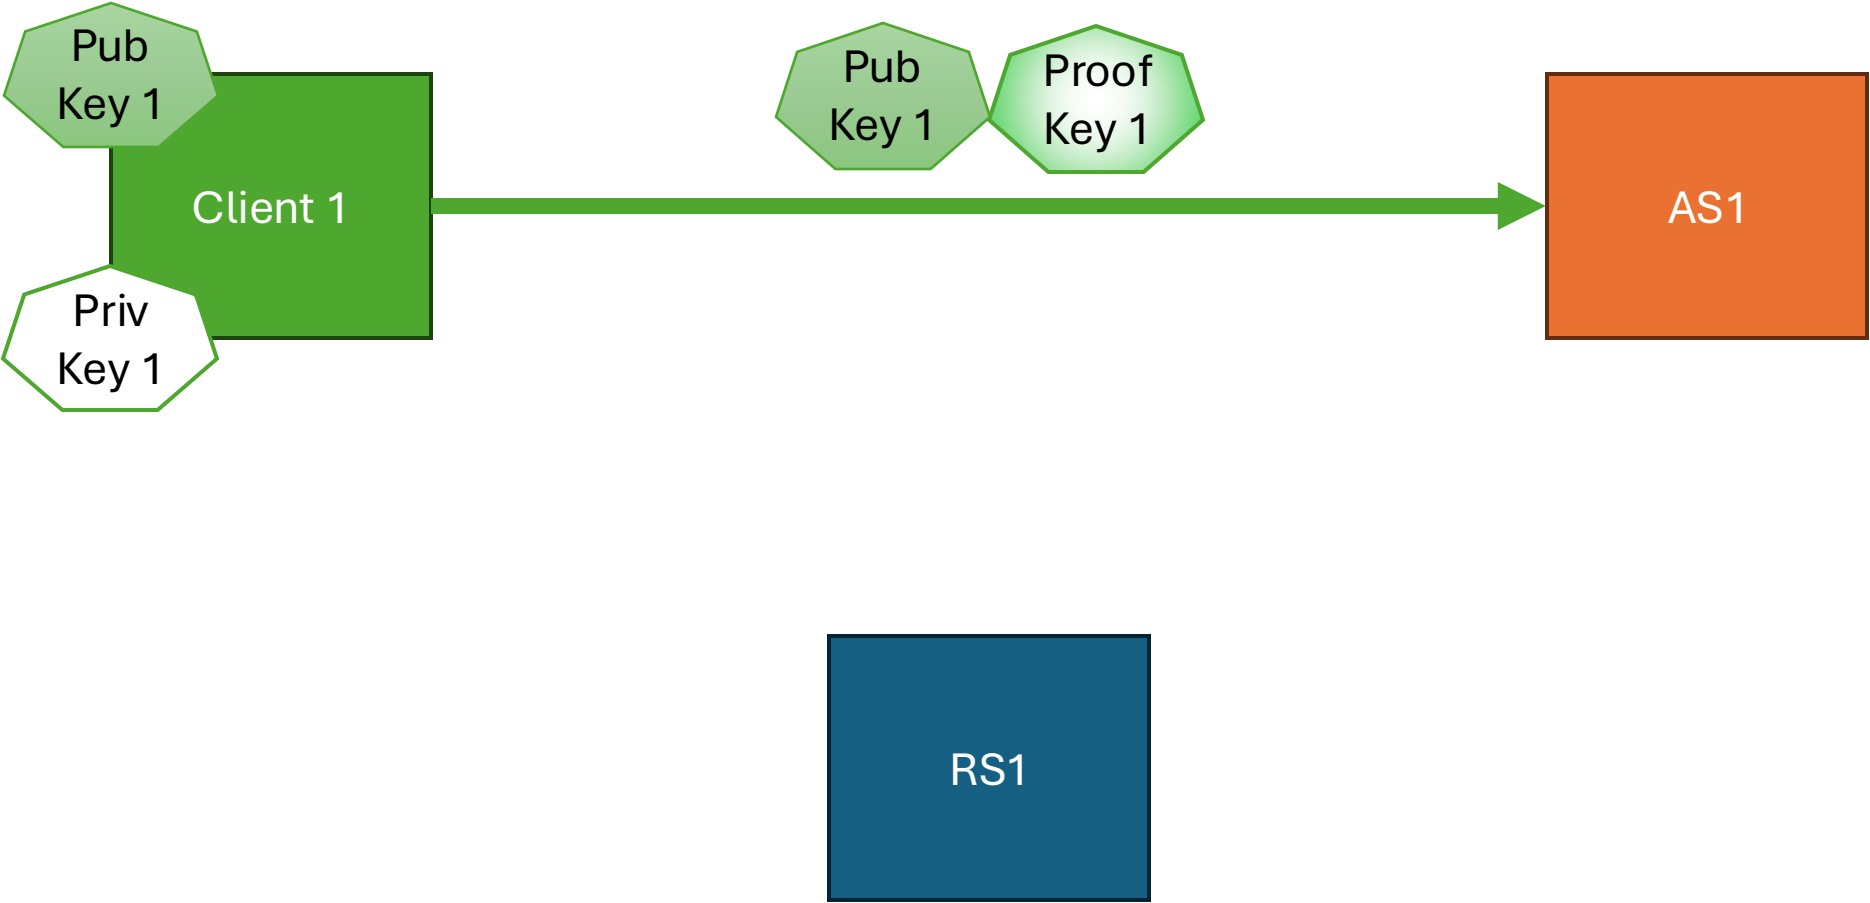 Pub
Key 1
Client 1
Priv
Key 1
Pub
Key 1
Proof
Key 1
AS1
RS1